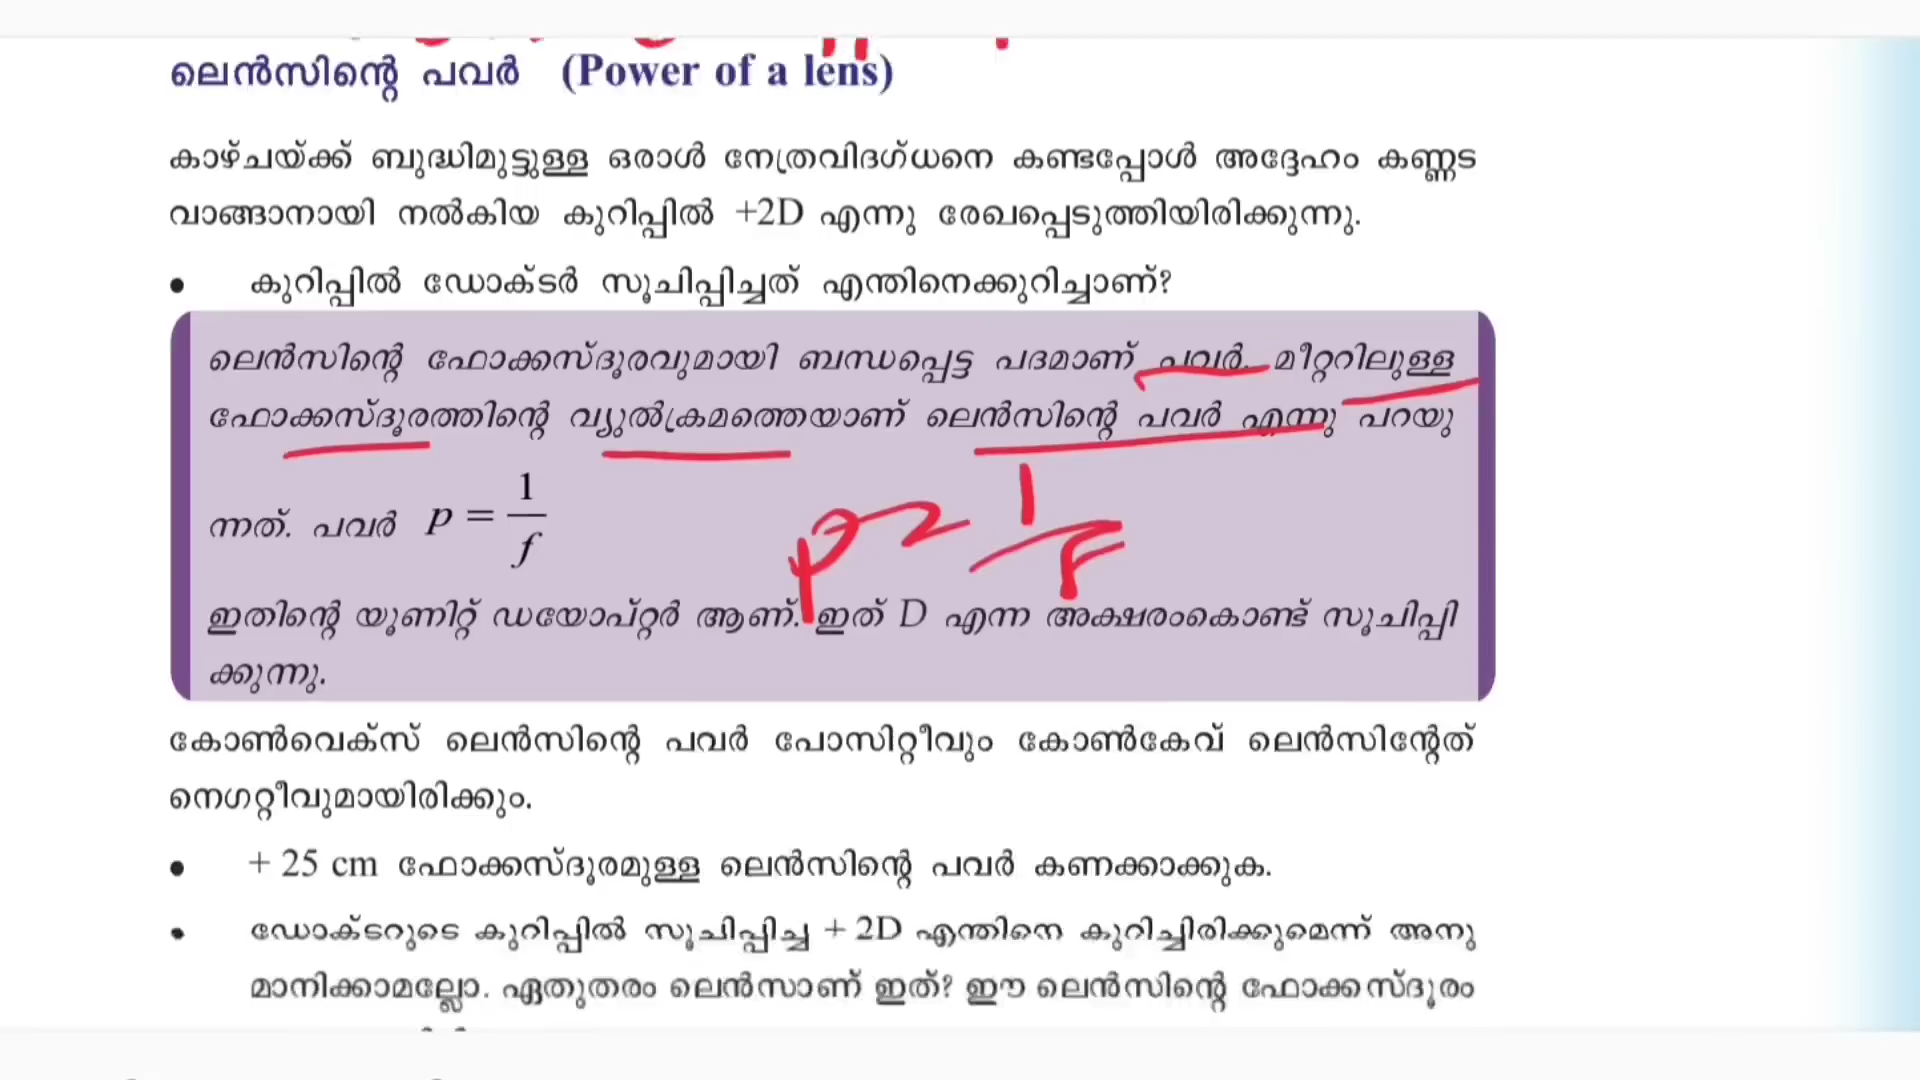 ലെൻസിന്റെ പവർ (Power of a lens)
കാഴ്ചയ്ക്ക് ബുദ്ധിമുട്ടുള്ള ഒരാൾ നേത്രവിദഗ്ധനെ കണ്ടപ്പോൾ അദ്ദേഹം കണ്ണട
വാങ്ങാനായി നൽകിയ കുറിപ്പിൽ +2D എന്നു രേഖപ്പെടുത്തിയിരിക്കുന്നു.
• കുറിപ്പിൽ ഡോക്ടർ സൂചിപ്പിച്ചത് എന്തിനെക്കുറിച്ചാണ്?
ലെൻസിന്റെ ഫോക്കസ്ദൂരവുമായി ബന്ധപ്പെട്ട പദമാണ് പവർ. മീറ്ററിലുള്ള
ഫോക്കസ്ദൂരത്തിന്റെ വ്യുൽക്രമത്തെയാണ് ലെൻസിന്റെ പവർ എന്നു പറയു
ന്നത്. പവർ p = 1/f
p = 1/F
ഇതിന്റെ യൂണിറ്റ് ഡയോപ്റ്റർ ആണ്. ഇത് D എന്ന അക്ഷരംകൊണ്ട് സൂചിപ്പി
ക്കുന്നു.
കോൺവെക്സ് ലെൻസിന്റെ പവർ പോസിറ്റീവും കോൺകേവ് ലെൻസിന്റേത്
നെഗറ്റീവുമായിരിക്കും.
• + 25 cm ഫോക്കസ്ദൂരമുള്ള ലെൻസിന്റെ പവർ കണക്കാക്കുക.
• ഡോക്ടറുടെ കുറിപ്പിൽ സൂചിപ്പിച്ച + 2D എന്തിനെ കുറിച്ചിരിക്കുമെന്ന് അനു
മാനിക്കാമല്ലോ. ഏതുതരം ലെൻസാണ് ഇത്? ഈ ലെൻസിന്റെ ഫോക്കസ്ദൂരം